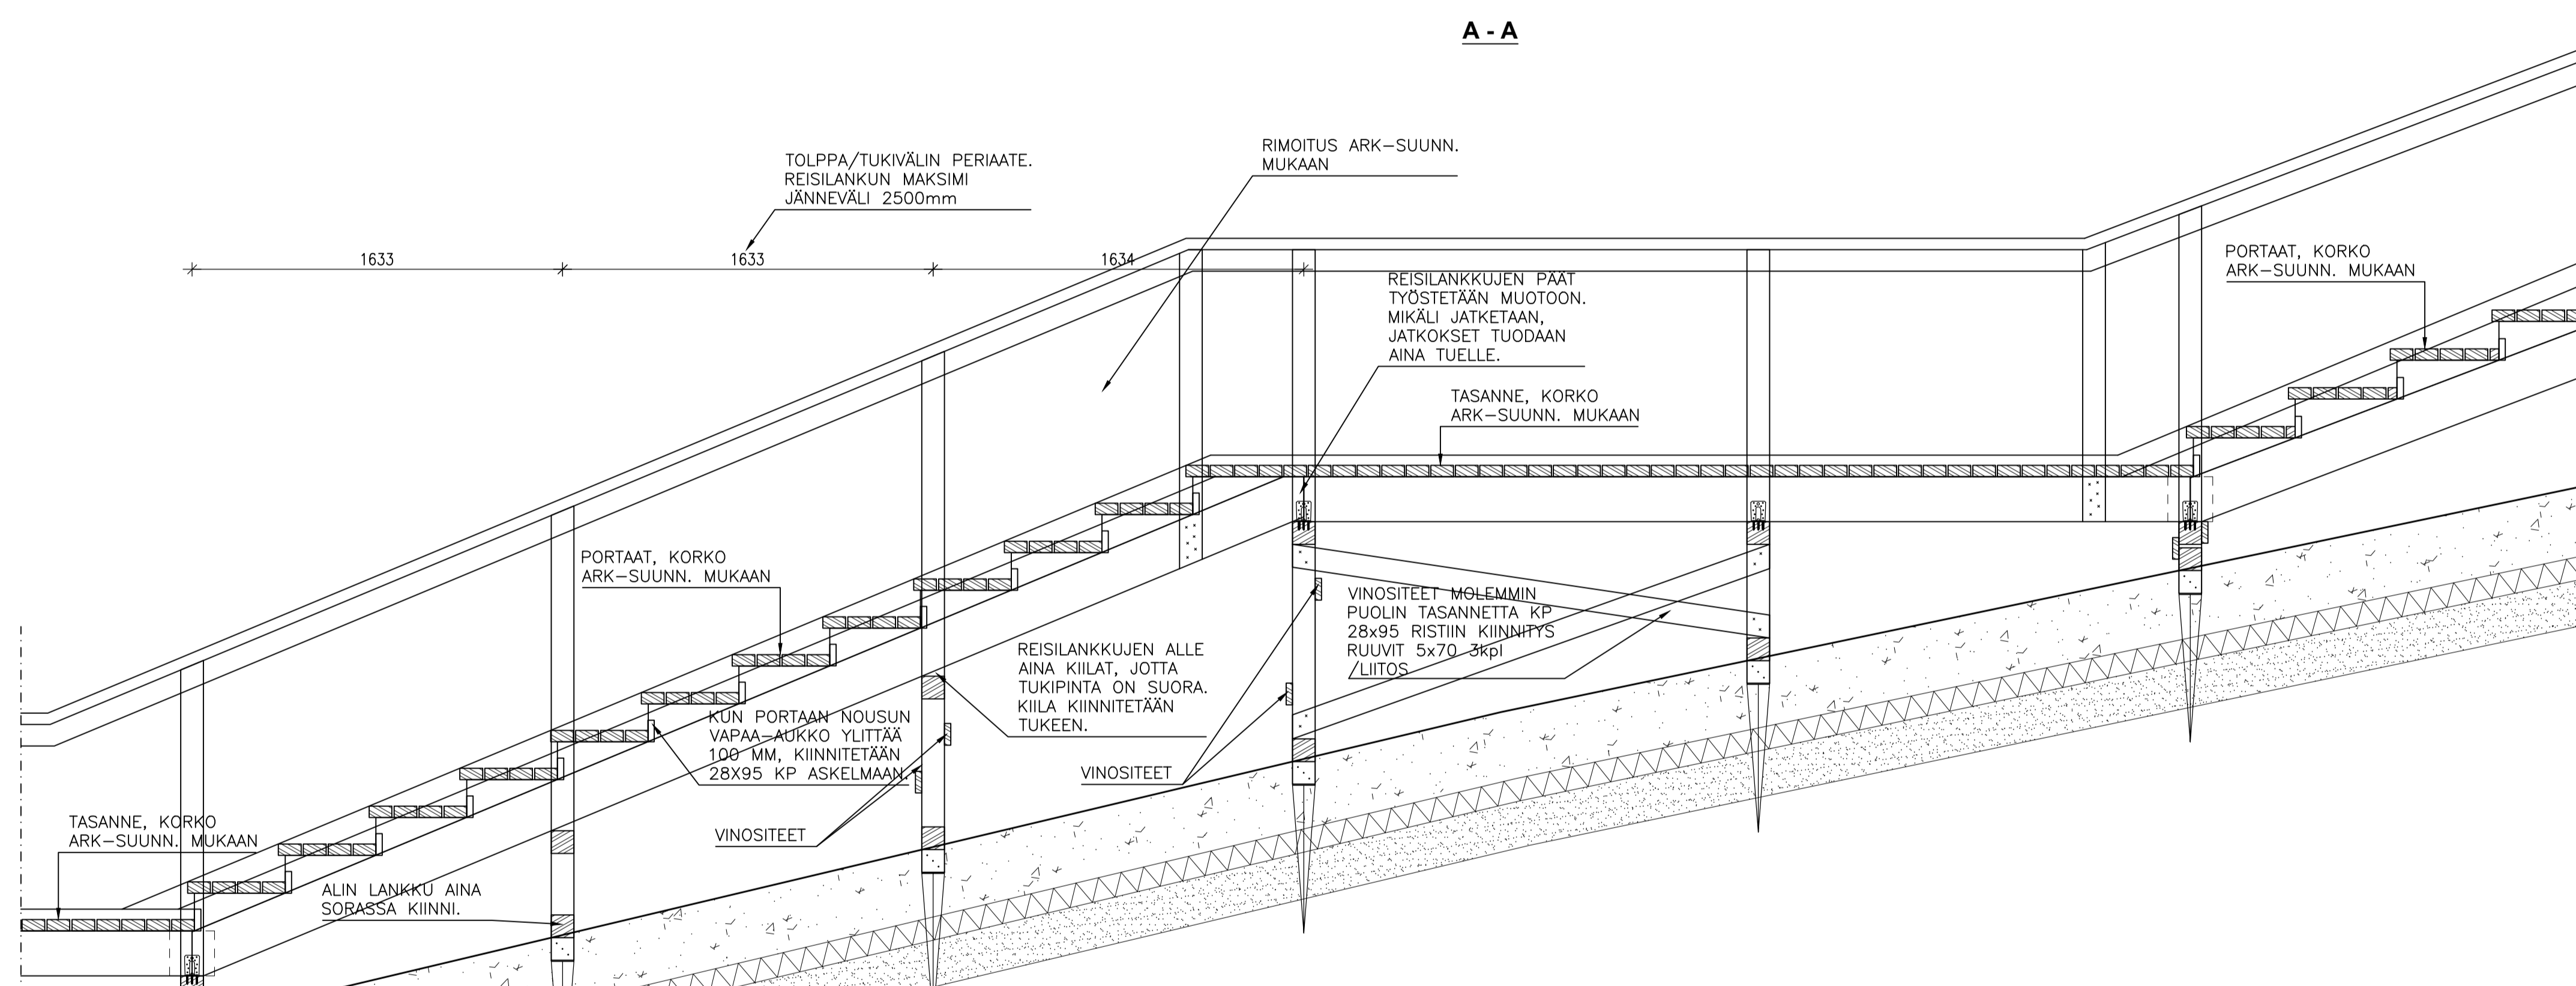 A - A
TOLPPA/TUKIVÄLIN PERIAATE.
REISILANKUN MAKSIMI
JÄNNEVÄLI 2500mm
RIMOITUS ARK-SUUNN.
MUKAAN
1633
1633
1634
REISILANKKUJEN PÄÄT
TYÖSTETÄÄN MUOTOON.
MIKÄLI JATKETAAN,
JATKOKSET TUODAAN
AINA TUELLE.
PORTAAT, KORKO
ARK-SUUNN. MUKAAN
TASANNE, KORKO
ARK-SUUNN. MUKAAN
PORTAAT, KORKO
ARK-SUUNN. MUKAAN
VINOSITEET MOLEMMIN
PUOLIN TASANNETTA KP
28x95 RISTIIN KIINNITYS
RUUVIT 5x70 3kpl
/LIITOS
REISILANKKUJEN ALLE
AINA KIILAT, JOTTA
TUKIPINTA ON SUORA.
KIILA KIINNITETÄÄN
TUKEEN.
KUN PORTAAN NOUSUN
VAPAA-AUKKO YLITTÄÄ
100 MM, KIINNITETÄÄN
28X95 KP ASKELMAAN.
VINOSITEET
VINOSITEET
TASANNE, KORKO
ARK-SUUNN. MUKAAN
ALIN LANKKU AINA
SORASSA KIINNI.